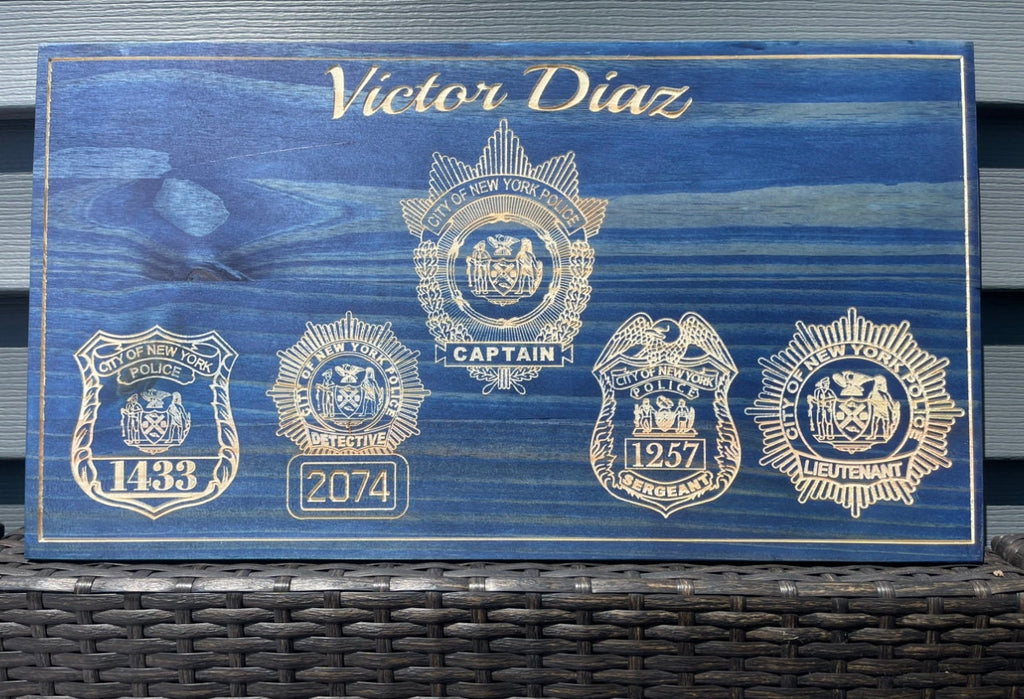 Victor Diaz
CITY OF NEW YORK POLICE
CAPTAIN
CITY OF NEW YORK
POLICE
1433
CITY OF NEW YORK POLICE
DETECTIVE
2074
CITY OF NEW YORK
POLICE
1257
SERGEANT
CITY OF NEW YORK POLICE
LIEUTENANT